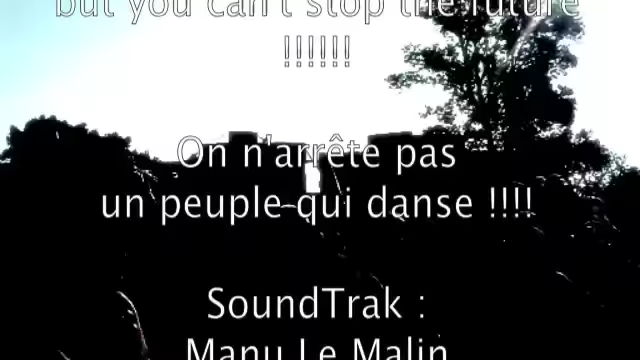 but you can't stop the future
!!!!!!
On n'arrête pas
un peuple qui danse !!!!
SoundTrak :
Manu Le Malin